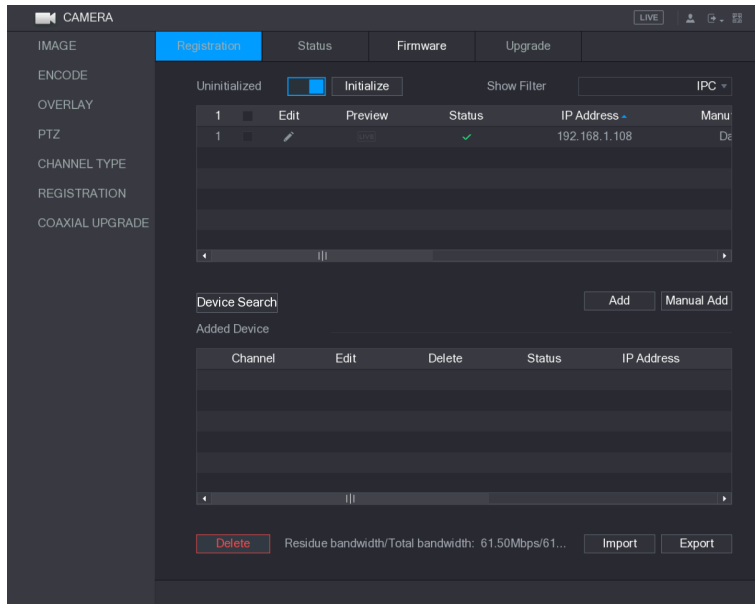 CAMERA LIVE
IMAGE
ENCODE
OVERLAY
PTZ
CHANNEL TYPE
REGISTRATION
COAXIAL UPGRADE
Registration Status Firmware Upgrade
Uninitialized Initialize Show Filter IPC
1 Edit Preview Status IP Address Manu
1 LIVE 192.168.1.108 Da
Device Search Add Manual Add
Added Device
Channel Edit Delete Status IP Address
Delete Residue bandwidth/Total bandwidth: 61.50Mbps/61... Import Export